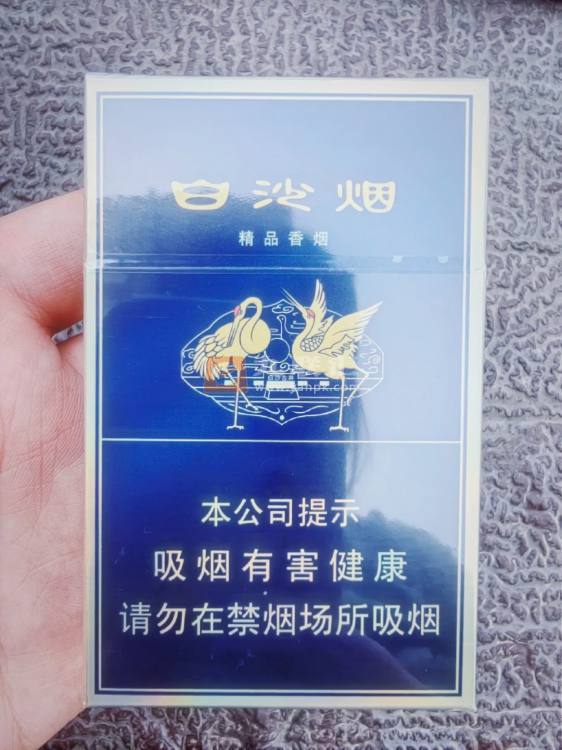 白沙烟
精品香烟
本公司提示
吸烟有害健康
请勿在禁烟场所吸烟